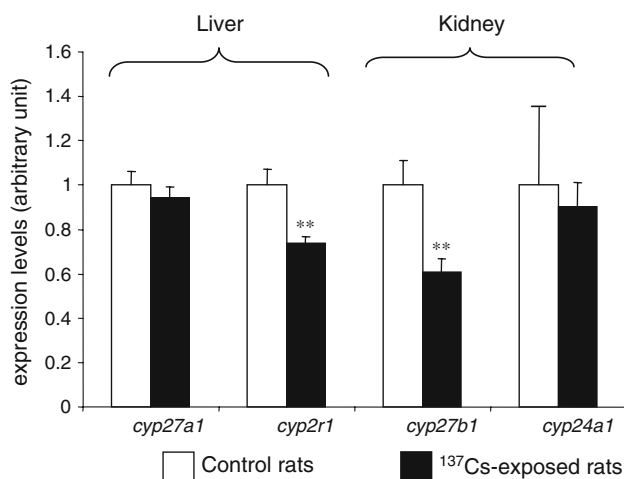 Liver Kidney
expression levels (arbitrary unit)
1.6
1.4
1.2
1
0.8
0.6
0.4
0.2
0
**
**
cyp27a1 cyp2r1 cyp27b1 cyp24a1
Control rats ¹³⁷Cs-exposed rats